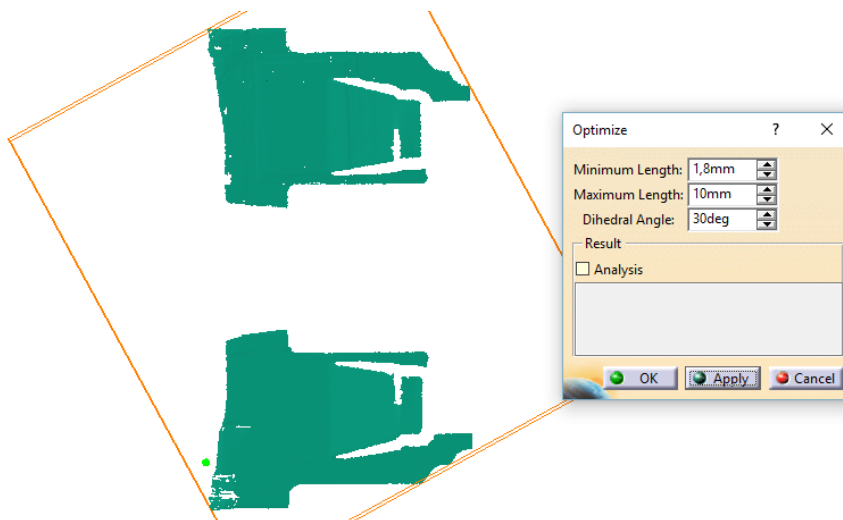 Optimize ? X
Minimum Length: 1,8mm
Maximum Length: 10mm
Dihedral Angle: 30deg
Result
Analysis
OK Apply Cancel